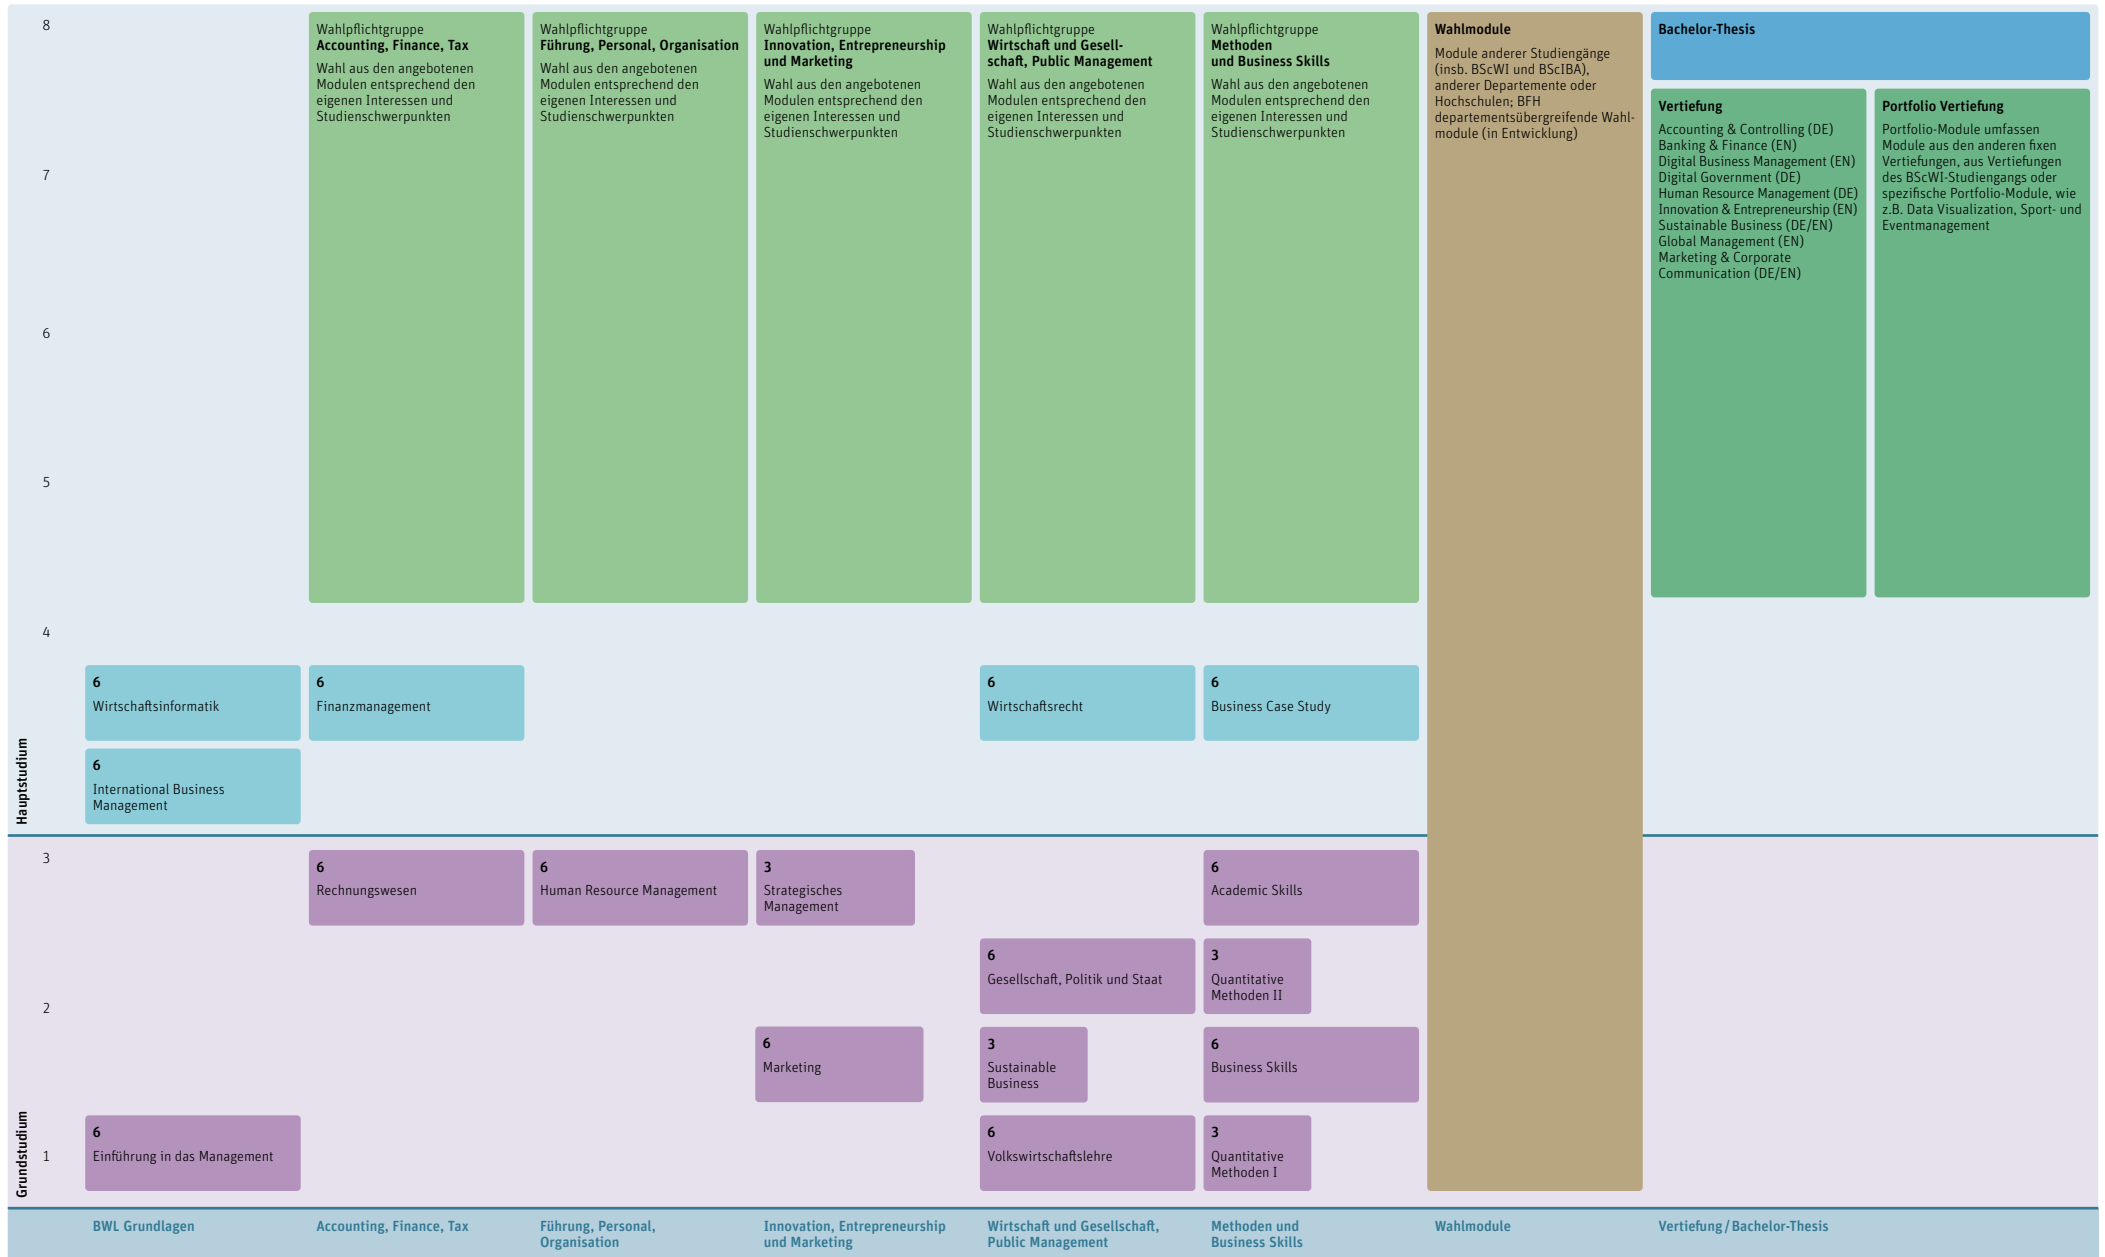 8
Wahlpflichtgruppe
Accounting, Finance, Tax
Wahl aus den angebotenen
Modulen entsprechend den
eigenen Interessen und
Studienschwerpunkten
Wahlpflichtgruppe
Führung, Personal, Organisation
Wahl aus den angebotenen
Modulen entsprechend den
eigenen Interessen und
Studienschwerpunkten
Wahlpflichtgruppe
Innovation, Entrepreneurship
und Marketing
Wahl aus den angebotenen
Modulen entsprechend den
eigenen Interessen und
Studienschwerpunkten
Wahlpflichtgruppe
Wirtschaft und Gesell-
schaft, Public Management
Wahl aus den angebotenen
Modulen entsprechend den
eigenen Interessen und
Studienschwerpunkten
Wahlpflichtgruppe
Methoden
und Business Skills
Wahl aus den angebotenen
Modulen entsprechend den
eigenen Interessen und
Studienschwerpunkten
Wahlmodule
Module anderer Studiengänge
(insb. BScWI und BScIBA),
anderer Departemente oder
Hochschulen; BFH
departementsübergreifende Wahl-
module (in Entwicklung)
Bachelor-Thesis
Vertiefung
Accounting & Controlling (DE)
Banking & Finance (EN)
Digital Business Management (EN)
Digital Government (DE)
Human Resource Management (DE)
Innovation & Entrepreneurship (EN)
Sustainable Business (DE/EN)
Global Management (EN)
Marketing & Corporate
Communication (DE/EN)
Portfolio Vertiefung
Portfolio-Module umfassen
Module aus den anderen fixen
Vertiefungen, aus Vertiefungen
des BScWI-Studiengangs oder
spezifische Portfolio-Module, wie
z.B. Data Visualization, Sport- und
Eventmanagement
7
6
5
4
Hauptstudium
6
Wirtschaftsinformatik
6
Finanzmanagement
6
Wirtschaftsrecht
6
Business Case Study
6
International Business
Management
3
6
Rechnungswesen
6
Human Resource Management
3
Strategisches
Management
6
Academic Skills
6
Gesellschaft, Politik und Staat
3
Quantitative
Methoden II
2
6
Marketing
3
Sustainable
Business
6
Business Skills
Grundstudium
1
6
Einführung in das Management
6
Volkswirtschaftslehre
3
Quantitative
Methoden I
BWL Grundlagen
Accounting, Finance, Tax
Führung, Personal,
Organisation
Innovation, Entrepreneurship
und Marketing
Wirtschaft und Gesellschaft,
Public Management
Methoden und
Business Skills
Wahlmodule
Vertiefung / Bachelor-Thesis